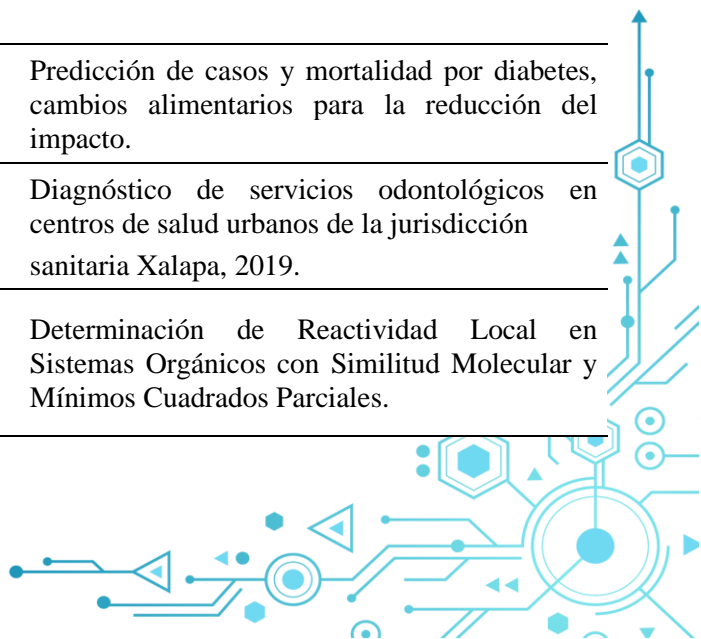 Predicción de casos y mortalidad por diabetes,
cambios alimentarios para la reducción del
impacto.
Diagnóstico de servicios odontológicos en
centros de salud urbanos de la jurisdicción
sanitaria Xalapa, 2019.
Determinación de Reactividad Local en
Sistemas Orgánicos con Similitud Molecular y
Mínimos Cuadrados Parciales.